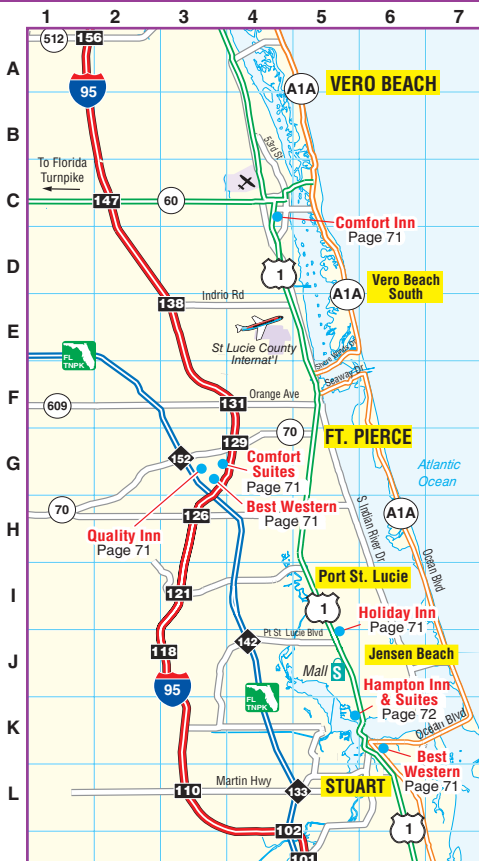 1 2 3 4 5 6 7
512
156
A
95
A1A
VERO BEACH
B
53rd St
To Florida
Turnpike
C
147
60
Comfort Inn
Page 71
D
1
Vero Beach
South
A1A
Indrio Rd
138
E
St Lucie County
Internat'l
FL
TNPK
Seaway Dr
F
609
Orange Ave
131
129
70
FT. PIERCE
G
152
Comfort
Suites
Page 71
Atlantic
Ocean
Best Western
Page 71
70
126
H
Quality Inn
Page 71
S Indian River Dr
A1A
Ocean Blvd
I
121
Port St. Lucie
1
Holiday Inn
Page 71
Pt St Lucie Blvd
142
118
J
Jensen Beach
Mall
S
95
FL
TNPK
Hampton Inn
& Suites
Page 72
K
Ocean Blvd
Best
Western
Page 71
L
110
Martin Hwy
133
STUART
102
1
101